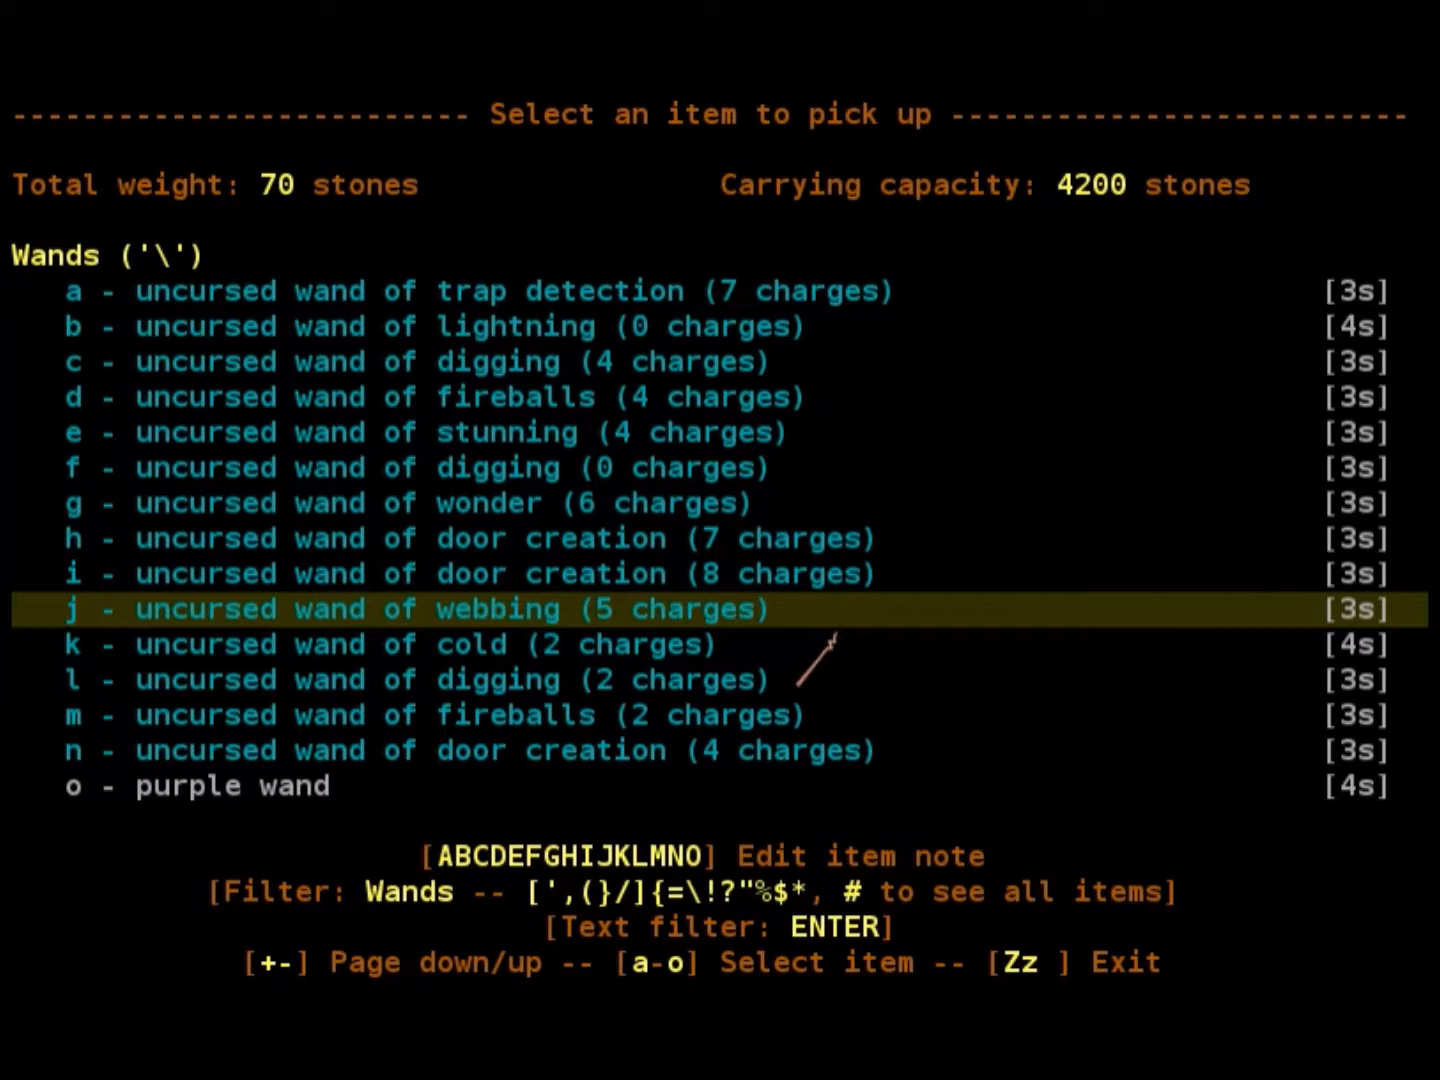 -------------------------- Select an item to pick up --------------------------
Total weight: 70 stones Carrying capacity: 4200 stones
Wands ('\')
a - uncursed wand of trap detection (7 charges) [3s]
b - uncursed wand of lightning (0 charges) [4s]
c - uncursed wand of digging (4 charges) [3s]
d - uncursed wand of fireballs (4 charges) [3s]
e - uncursed wand of stunning (4 charges) [3s]
f - uncursed wand of digging (0 charges) [3s]
g - uncursed wand of wonder (6 charges) [3s]
h - uncursed wand of door creation (7 charges) [3s]
i - uncursed wand of door creation (8 charges) [3s]
j - uncursed wand of webbing (5 charges) [3s]
k - uncursed wand of cold (2 charges) [4s]
l - uncursed wand of digging (2 charges) [3s]
m - uncursed wand of fireballs (2 charges) [3s]
n - uncursed wand of door creation (4 charges) [3s]
o - purple wand [4s]
[ABCDEFGHIJKLMNO] Edit item note
[Filter: Wands -- [',(}/]{=\!?"%$*, # to see all items]
[Text filter: ENTER]
[+-] Page down/up -- [a-o] Select item -- [Zz ] Exit